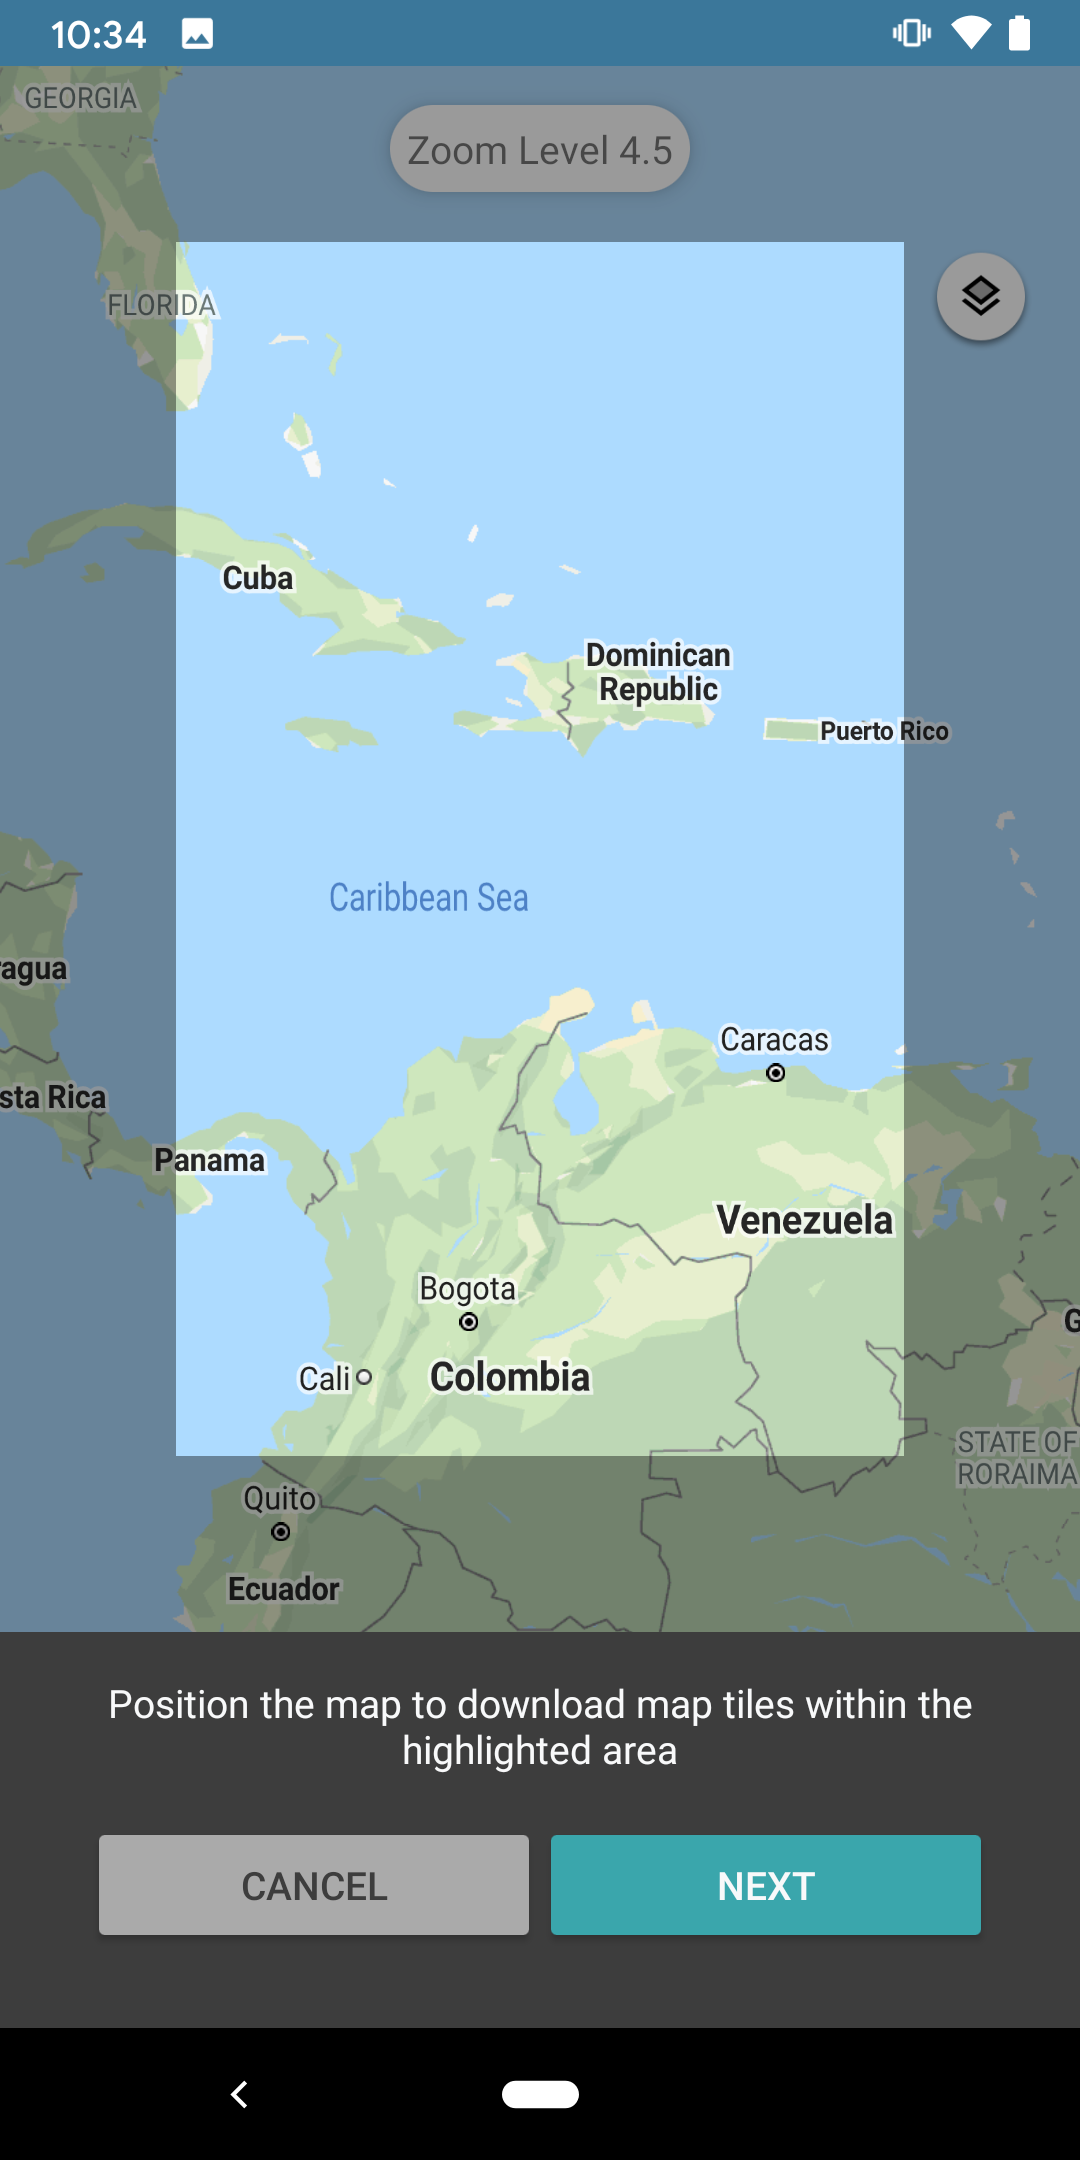 10:34
GEORGIA
Zoom Level 4.5
FLORIDA
Cuba
Dominican
Republic
Puerto Rico
Caribbean Sea
ragua
Caracas
sta Rica
Panama
Venezuela
Bogota
G
Cali
Colombia
STATE OF
RORAIMA
Quito
Ecuador
Position the map to download map tiles within the
highlighted area
CANCEL
NEXT